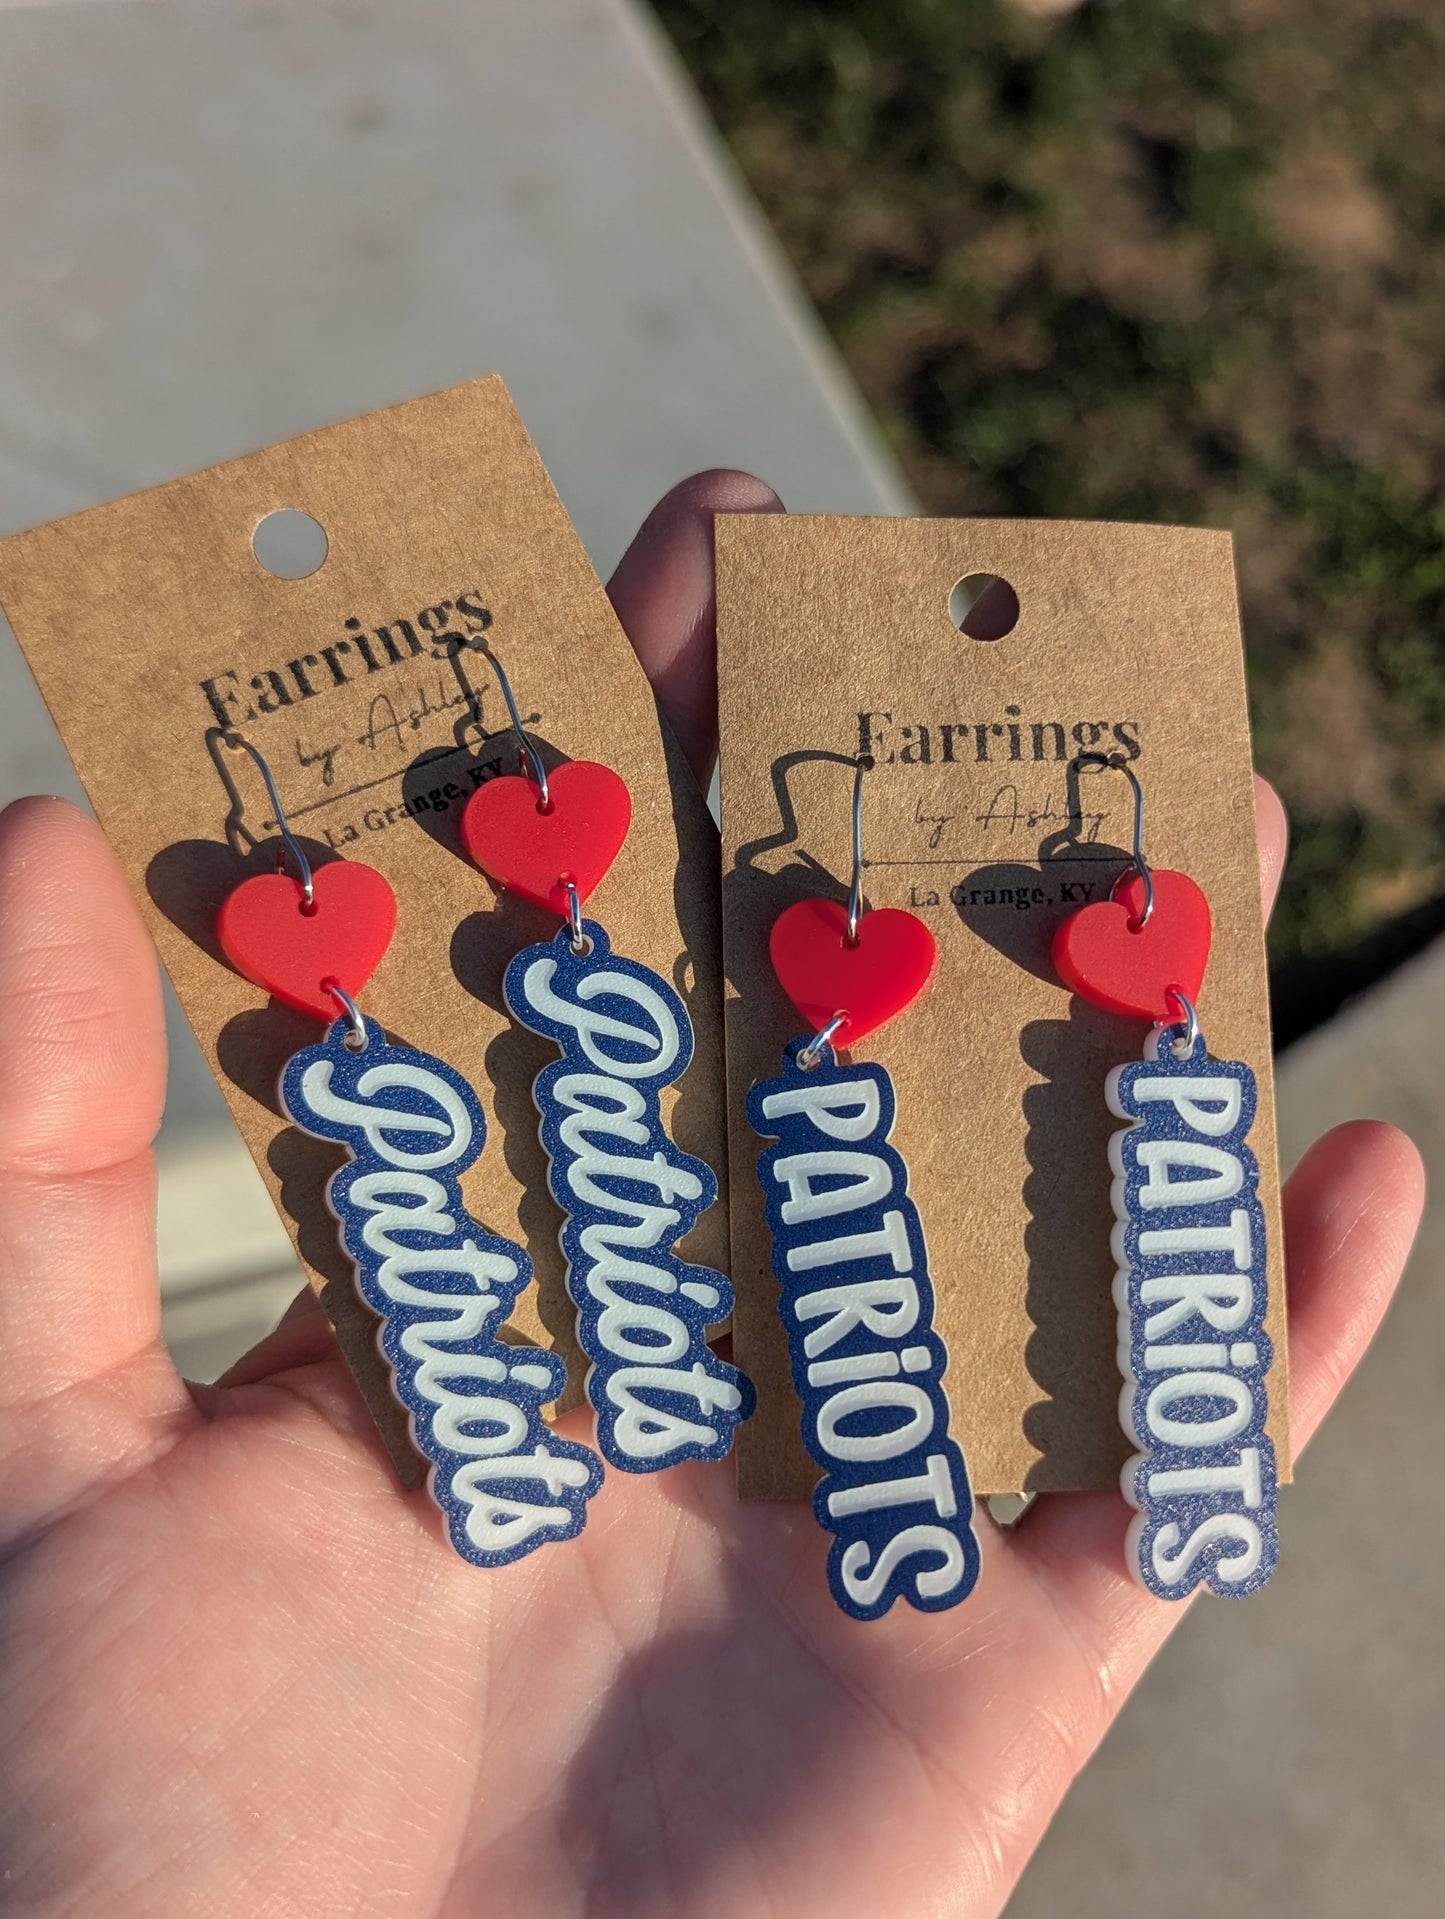 Earrings
by Ashley
La Grange, KY
Patriots
Patriots
Earrings
by Ashley
La Grange, KY
PATRiOTS
PATRiOTS